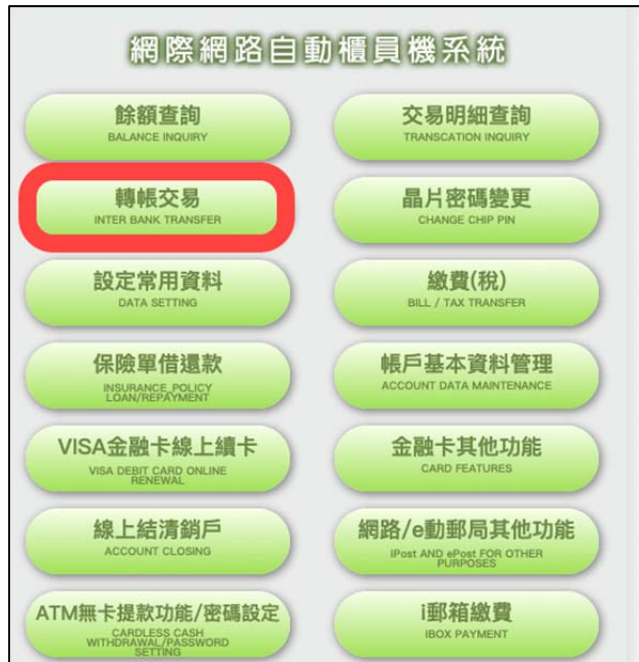 網際網路自動櫃員機系統
餘額查詢
BALANCE INQUIRY
交易明細查詢
TRANSCATION INQUIRY
轉帳交易
INTER BANK TRANSFER
晶片密碼變更
CHANGE CHIP PIN
設定常用資料
DATA SETTING
繳費(稅)
BILL / TAX TRANSFER
保險單借還款
INSURANCE_POLICY
LOAN/REPAYMENT
帳戶基本資料管理
ACCOUNT DATA MAINTENANCE
VISA金融卡線上續卡
VISA DEBIT CARD ONLINE
RENEWAL
金融卡其他功能
CARD FEATURES
線上結清銷戶
ACCOUNT CLOSING
網路/e動郵局其他功能
IPost AND ePost FOR OTHER
PURPOSES
ATM無卡提款功能/密碼設定
CARDLESS CASH
WITHDRAWAL/PASSWORD
SETTING
i郵箱繳費
IBOX PAYMENT